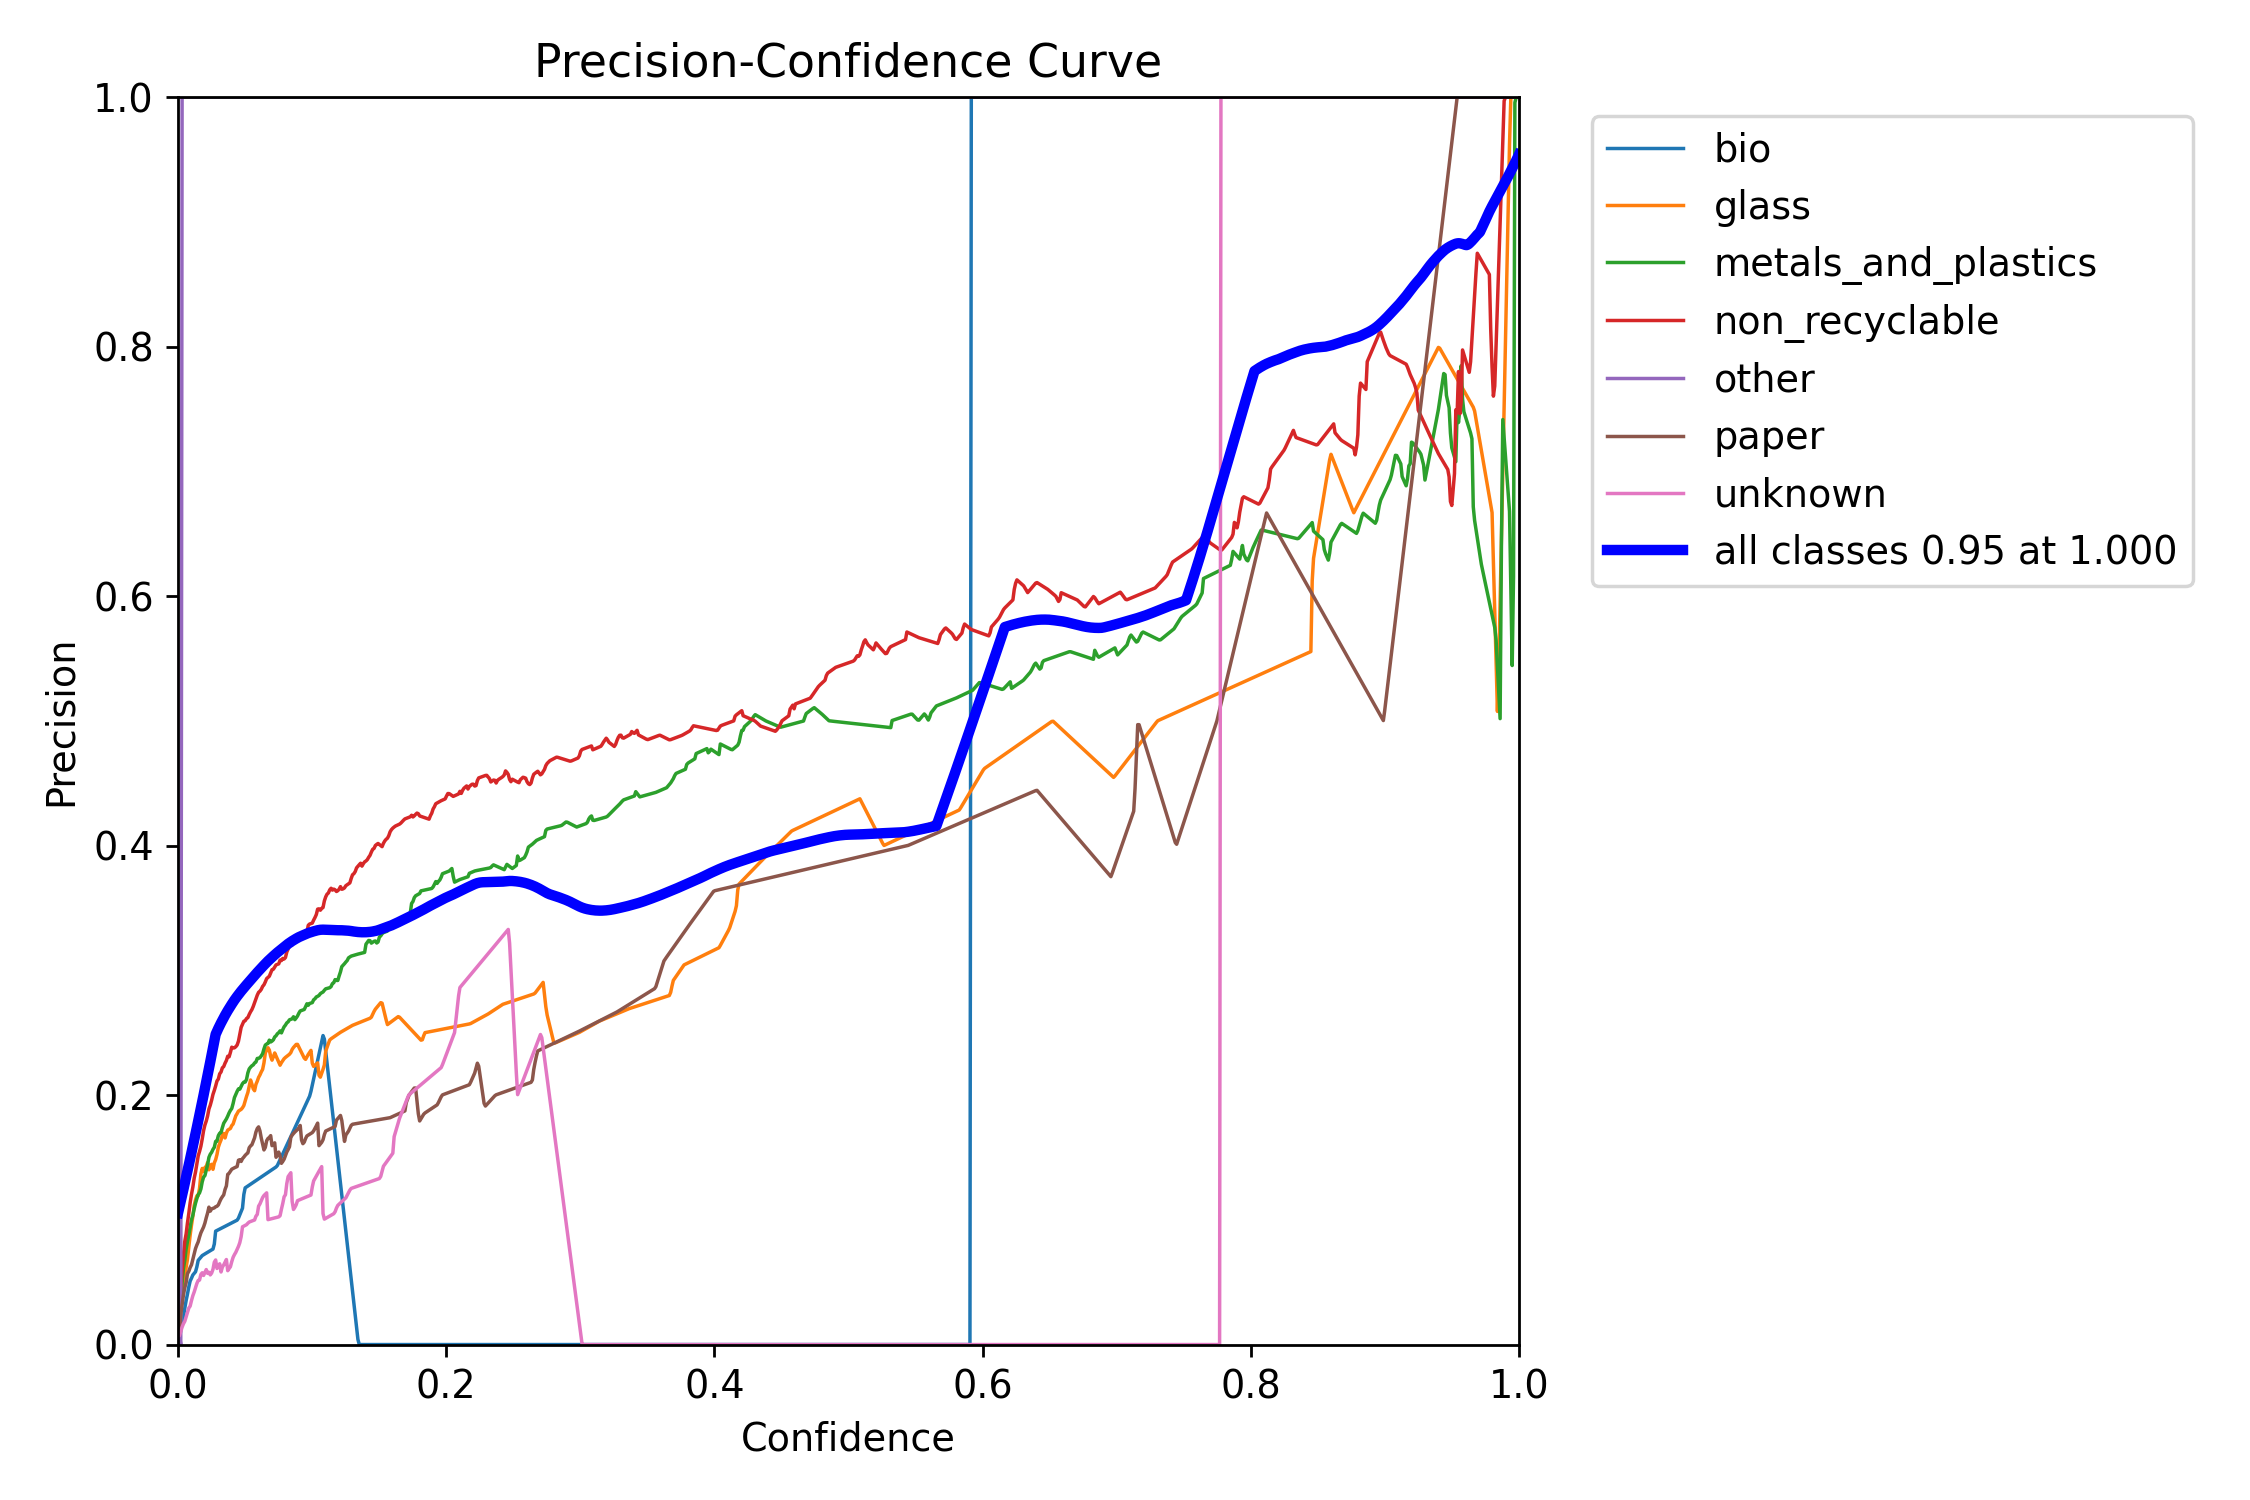 Precision-Confidence Curve
1.0
0.8
0.6
0.4
0.2
0.0
Precision
0.0 0.2 0.4 0.6 0.8 1.0
Confidence
bio
glass
metals_and_plastics
non_recyclable
other
paper
unknown
all classes 0.95 at 1.000